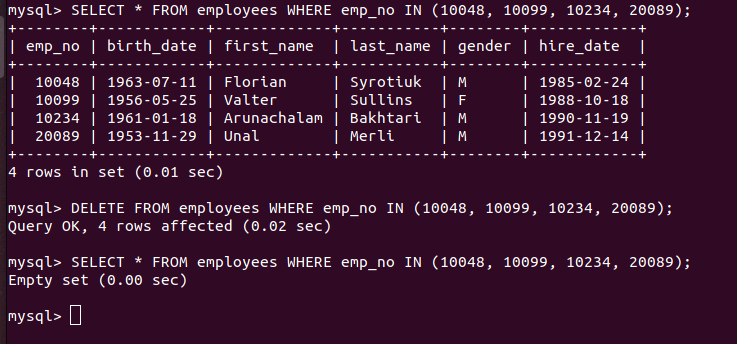 mysql> SELECT * FROM employees WHERE emp_no IN (10048, 10099, 10234, 20089);
+--------+------------+-------------+-----------+--------+------------+
| emp_no | birth_date | first_name  | last_name | gender | hire_date  |
+--------+------------+-------------+-----------+--------+------------+
|  10048 | 1963-07-11 | Florian     | Syrotiuk  | M      | 1985-02-24 |
|  10099 | 1956-05-25 | Valter      | Sullins   | F      | 1988-10-18 |
|  10234 | 1961-01-18 | Arunachalam | Bakhtari  | M      | 1990-11-19 |
|  20089 | 1953-11-29 | Unal        | Merli     | M      | 1991-12-14 |
+--------+------------+-------------+-----------+--------+------------+
4 rows in set (0.01 sec)
mysql> DELETE FROM employees WHERE emp_no IN (10048, 10099, 10234, 20089);
Query OK, 4 rows affected (0.02 sec)
mysql> SELECT * FROM employees WHERE emp_no IN (10048, 10099, 10234, 20089);
Empty set (0.00 sec)
mysql>